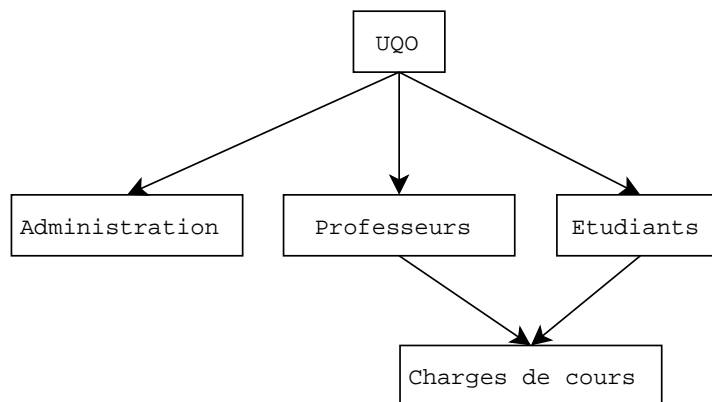 UQO
Administration
Professeurs
Etudiants
Charges de cours